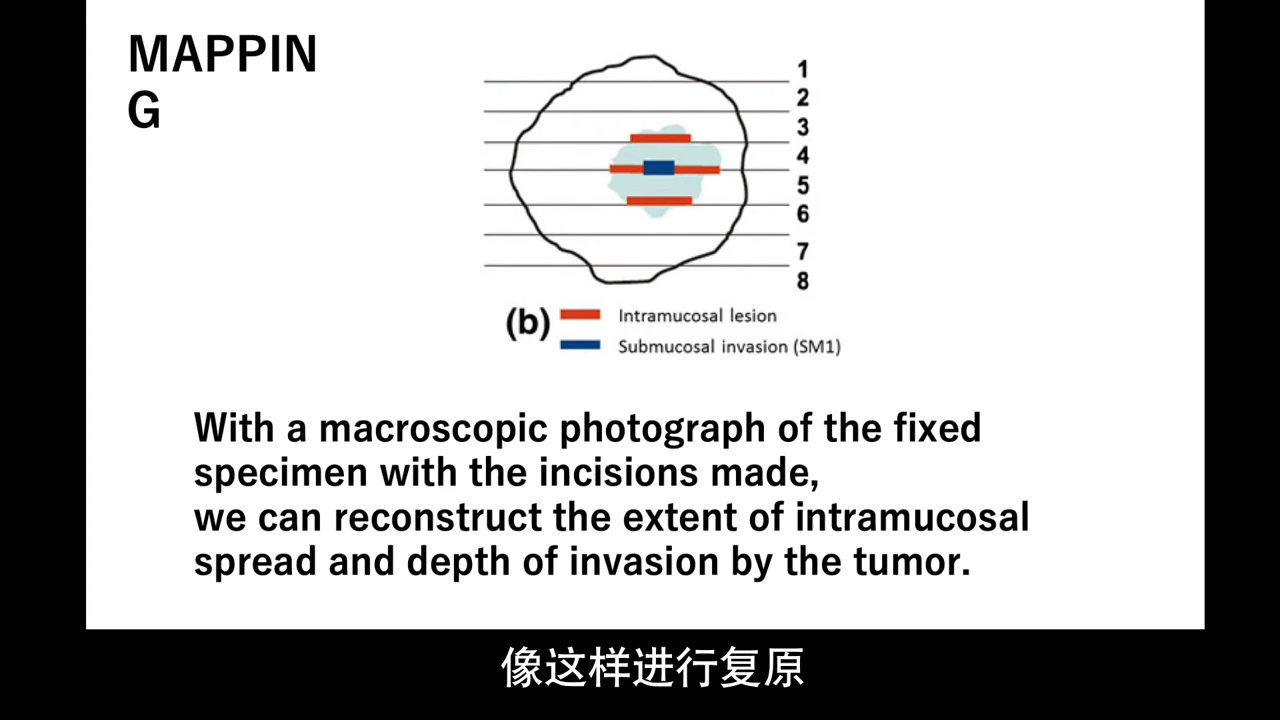 MAPPIN
G
1
2
3
4
5
6
7
8
(b)
Intramucosal lesion
Submucosal invasion (SM1)
With a macroscopic photograph of the fixed
specimen with the incisions made,
we can reconstruct the extent of intramucosal
spread and depth of invasion by the tumor.
像这样进行复原